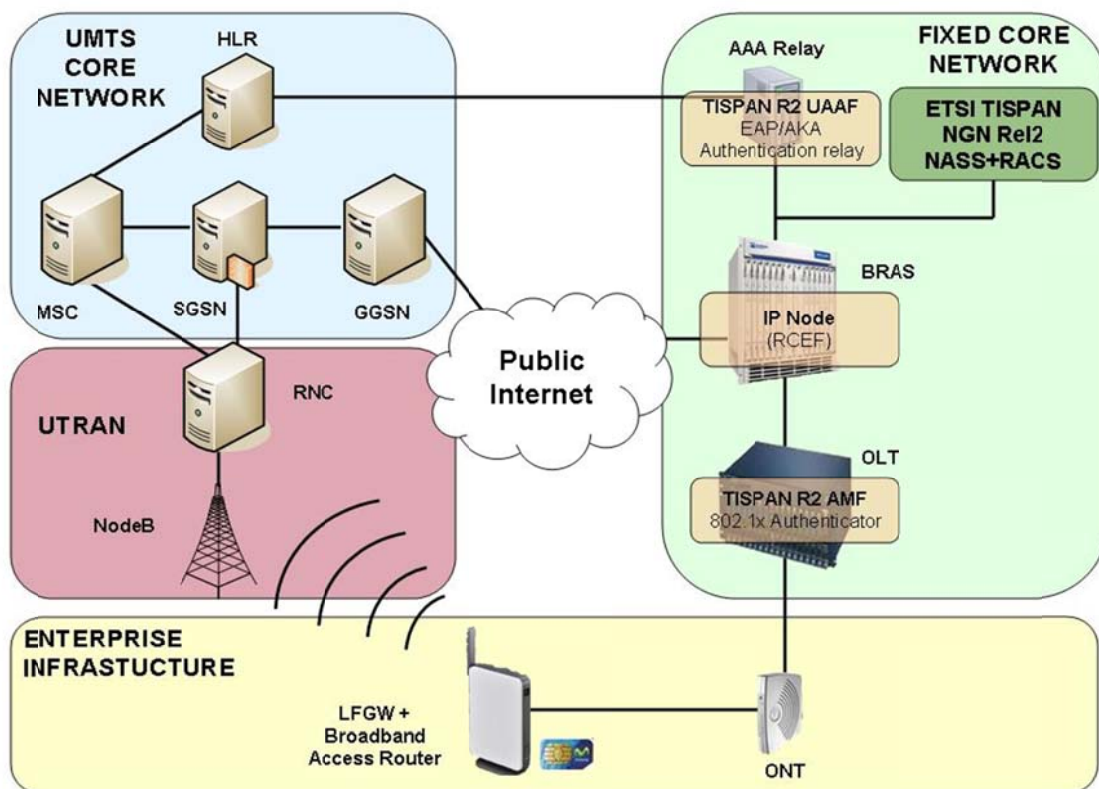 UMTS
CORE
NETWORK
HLR
MSC
SGSN
GGSN
AAA Relay
FIXED CORE
NETWORK
TISPAN R2 UAAF
EAP/AKA
Authentication relay
ETSI TISPAN
NGN Rel2
NASS+RACS
BRAS
IP Node
(RCEF)
Public
Internet
UTRAN
RNC
NodeB
OLT
TISPAN R2 AMF
802.1x Authenticator
ENTERPRISE
INFRASTUCTURE
LFGW +
Broadband
Access Router
ONT